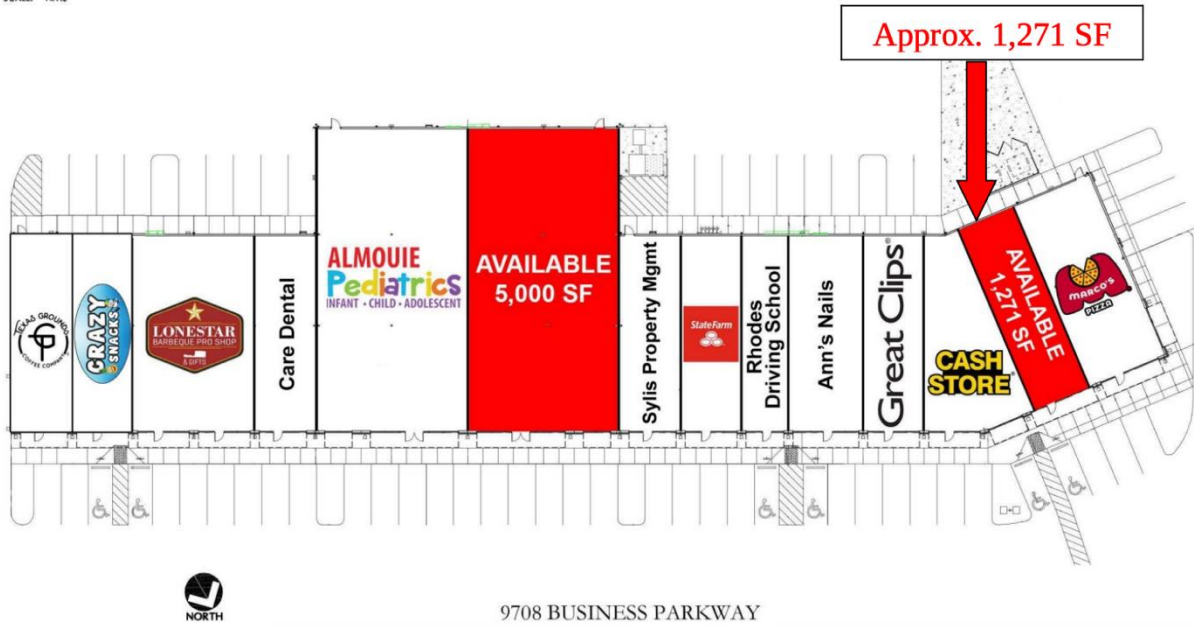 Approx. 1,271 SF
TEXAS GROUNDS
COFFEE COMPANY
CRAZY
SNACKS
LONESTAR
BARBEQUE PRO SHOP
& GIFTS
Care Dental
ALMOUIE
Pediatrics
INFANT • CHILD • ADOLESCENT
AVAILABLE
5,000 SF
Sylis Property Mgmt
StateFarm
Rhodes
Driving School
Ann's Nails
Great Clips®
CASH
STORE
AVAILABLE
1,271 SF
MARCO'S
PIZZA
NORTH
9708 BUSINESS PARKWAY